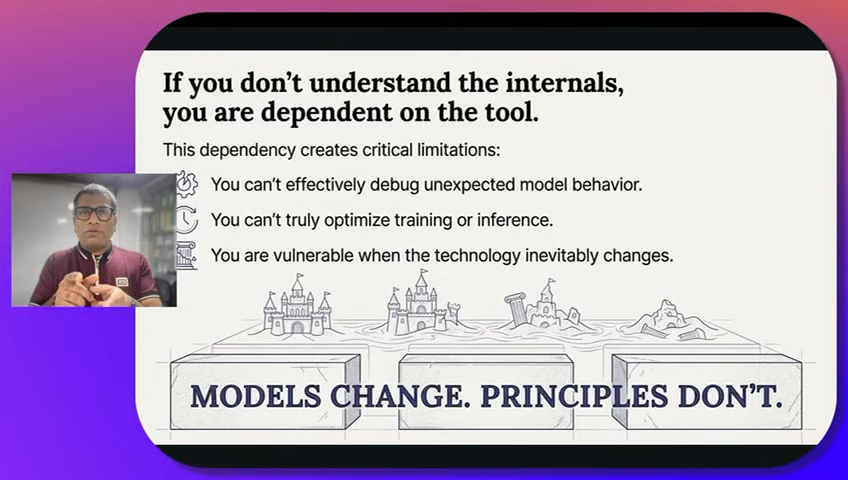 If you don't understand the internals,
you are dependent on the tool.
This dependency creates critical limitations:
You can't effectively debug unexpected model behavior.
You can't truly optimize training or inference.
You are vulnerable when the technology inevitably changes.
MODELS CHANGE. PRINCIPLES DON'T.